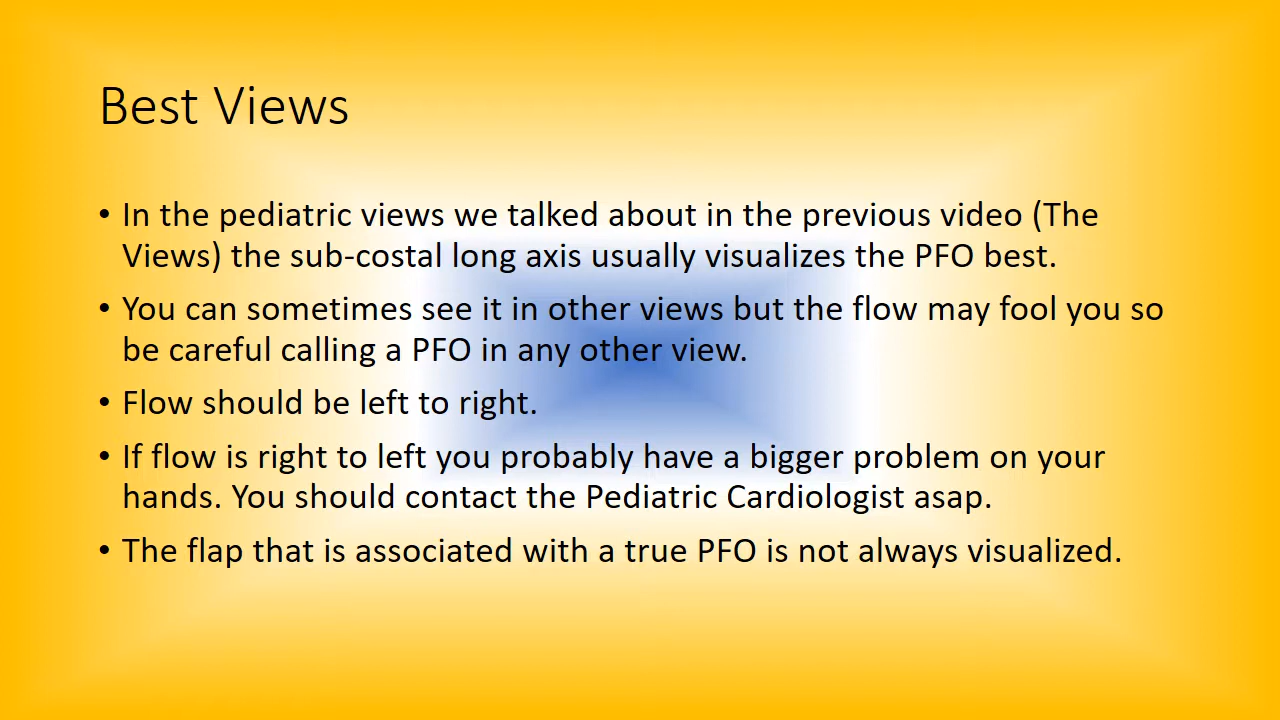 Best Views
• In the pediatric views we talked about in the previous video (The
Views) the sub-costal long axis usually visualizes the PFO best.
• You can sometimes see it in other views but the flow may fool you so
be careful calling a PFO in any other view.
• Flow should be left to right.
• If flow is right to left you probably have a bigger problem on your
hands. You should contact the Pediatric Cardiologist asap.
• The flap that is associated with a true PFO is not always visualized.